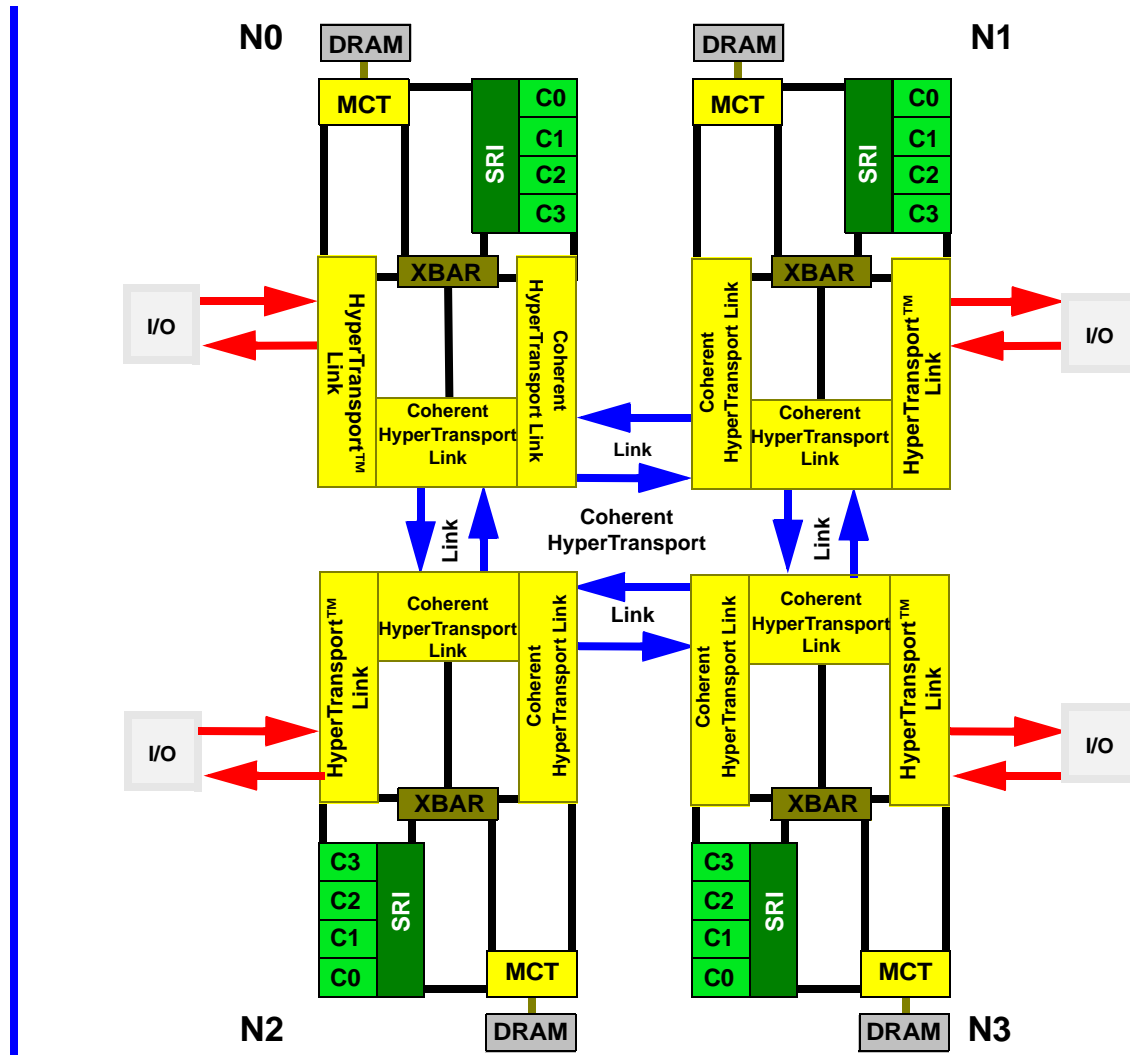 N0
DRAM
DRAM
N1
MCT
SRI
C0
C1
C2
C3
MCT
SRI
C0
C1
C2
C3
XBAR
XBAR
I/O
HyperTransport™
Link
Coherent
HyperTransport Link
Coherent
HyperTransport
Link
Coherent
HyperTransport Link
Coherent
HyperTransport
Link
HyperTransport™
Link
I/O
Link
Link
Coherent
HyperTransport
Link
Link
I/O
HyperTransport™
Link
Coherent
HyperTransport
Link
Coherent
HyperTransport Link
Coherent
HyperTransport Link
Coherent
HyperTransport
Link
HyperTransport™
Link
I/O
XBAR
XBAR
C3
C2
C1
C0
SRI
MCT
C3
C2
C1
C0
SRI
MCT
N2
DRAM
DRAM
N3